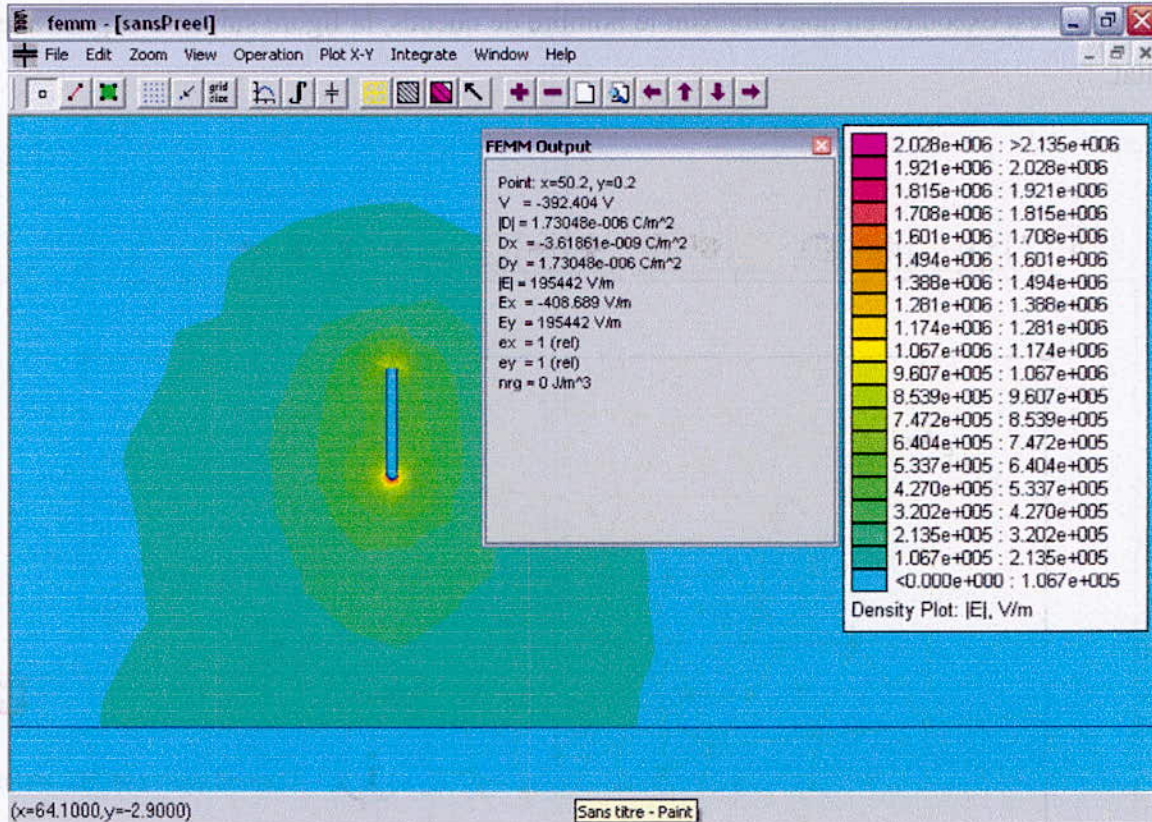 femm - [sansPreel]
File Edit Zoom View Operation Plot X-Y Integrate Window Help
grid size
FEMM Output
Point: x=50.2, y=0.2
V = -392.404 V
|D| = 1.73048e-006 C/m^2
Dx = -3.61861e-009 C/m^2
Dy = 1.73048e-006 C/m^2
|E| = 195442 V/m
Ex = -408.689 V/m
Ey = 195442 V/m
ex = 1 (rel)
ey = 1 (rel)
nrg = 0 J/m^3
2.028e+006 : >2.135e+006
1.921e+006 : 2.028e+006
1.815e+006 : 1.921e+006
1.708e+006 : 1.815e+006
1.601e+006 : 1.708e+006
1.494e+006 : 1.601e+006
1.388e+006 : 1.494e+006
1.281e+006 : 1.388e+006
1.174e+006 : 1.281e+006
1.067e+006 : 1.174e+006
9.607e+005 : 1.067e+006
8.539e+005 : 9.607e+005
7.472e+005 : 8.539e+005
6.404e+005 : 7.472e+005
5.337e+005 : 6.404e+005
4.270e+005 : 5.337e+005
3.202e+005 : 4.270e+005
2.135e+005 : 3.202e+005
1.067e+005 : 2.135e+005
<0.000e+000 : 1.067e+005
Density Plot: |E|, V/m
(x=64.1000,y=-2.9000)
Sans titre - Paint